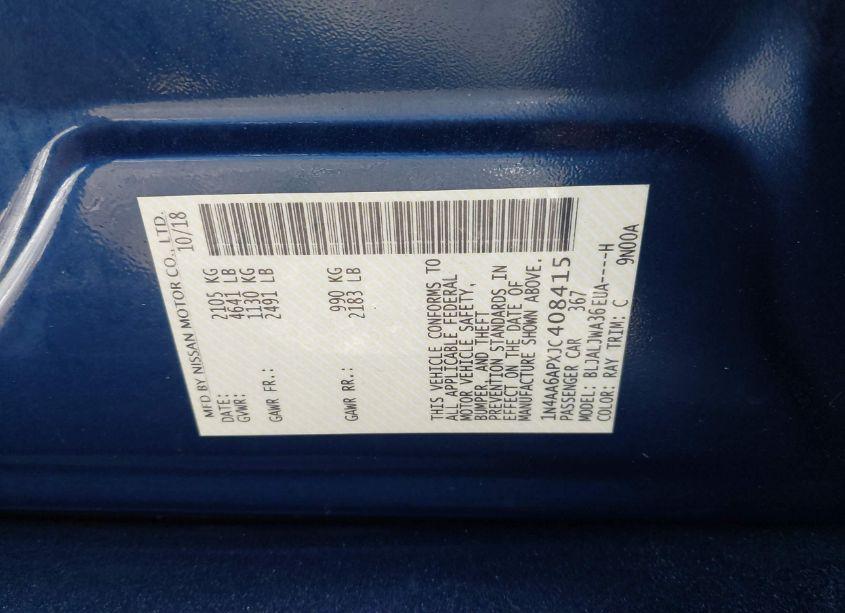 MFD BY NISSAN MOTOR CO., LTD.
DATE: 10/18
GVWR: 2105 KG
4641 LB
GAWR FR.: 1130 KG
2491 LB
GAWR RR.: 990 KG
2183 LB
THIS VEHICLE CONFORMS TO
ALL APPLICABLE FEDERAL
MOTOR VEHICLE SAFETY,
BUMPER, AND THEFT
PREVENTION STANDARDS IN
EFFECT ON THE DATE OF
MANUFACTURE SHOWN ABOVE.
1N4AA6APXJC408415
PASSENGER CAR 367
MODEL: BLJALJWA36EUA----H
COLOR: RAY TRIM: C 9N00A